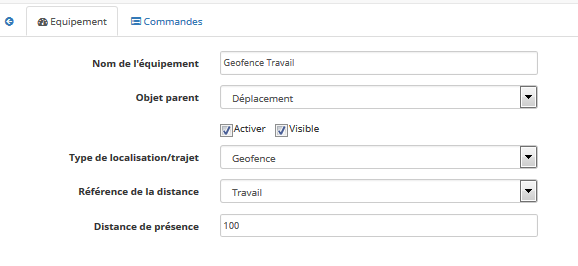 Equipement Commandes
Nom de l'équipement Geofence Travail
Objet parent Déplacement
Activer Visible
Type de localisation/trajet Geofence
Référence de la distance Travail
Distance de présence 100